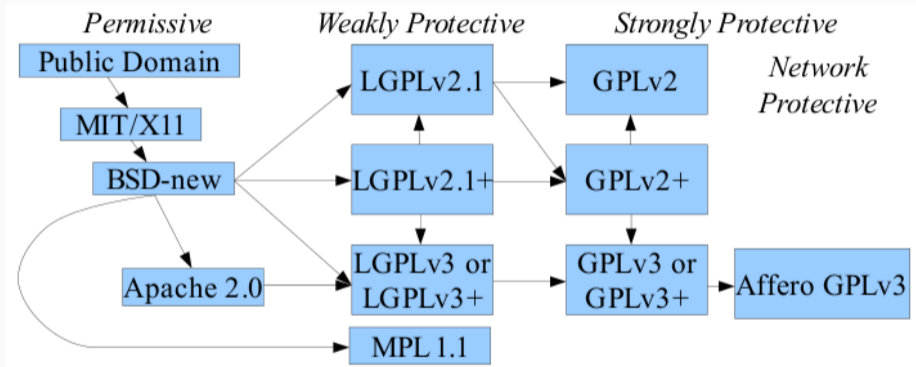 Permissive
Weakly Protective
Strongly Protective
Network
Protective
Public Domain
MIT/X11
BSD-new
Apache 2.0
LGPLv2.1
LGPLv2.1+
LGPLv3 or
LGPLv3+
MPL 1.1
GPLv2
GPLv2+
GPLv3 or
GPLv3+
Affero GPLv3